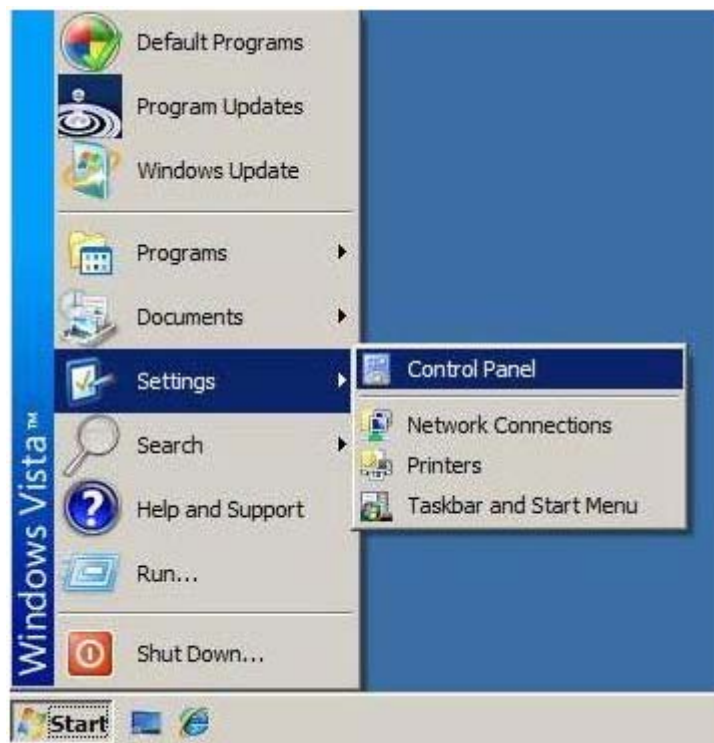 Default Programs
Program Updates
Windows Update
Programs
Documents
Settings
Search
Help and Support
Run...
Shut Down...
Control Panel
Network Connections
Printers
Taskbar and Start Menu
Windows Vista™
Start